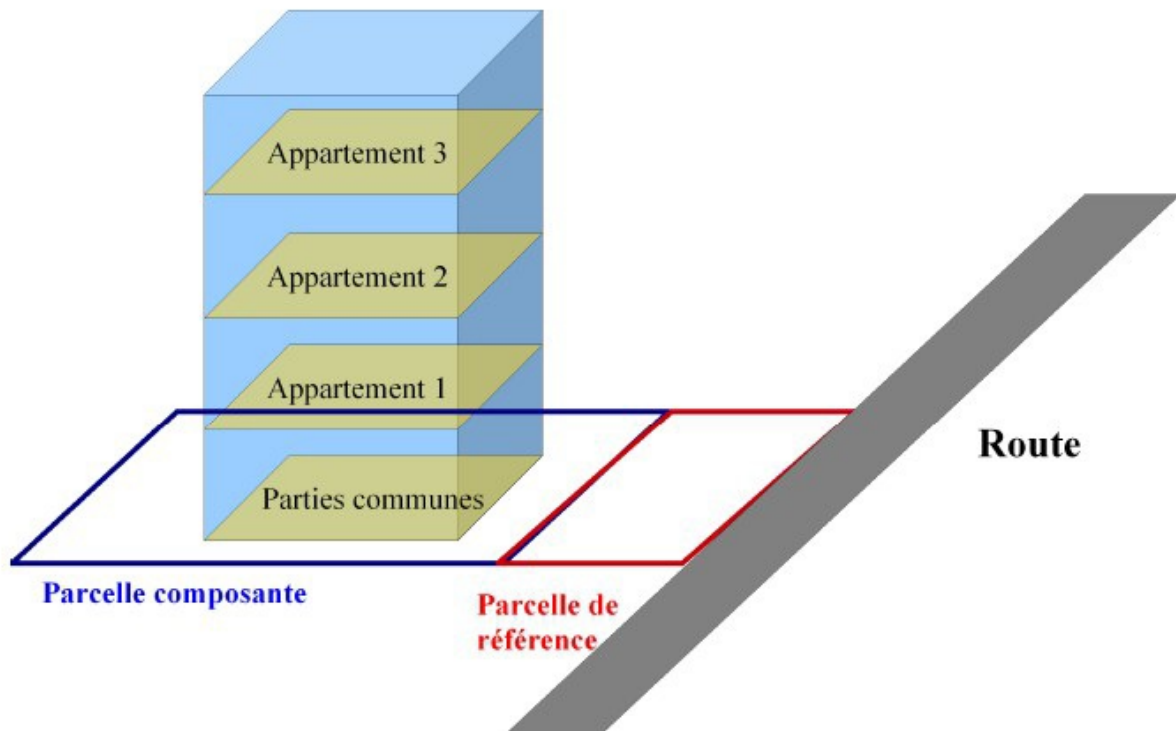 Appartement 3
Appartement 2
Appartement 1
Route
Parties communes
Parcelle composante
Parcelle de
référence